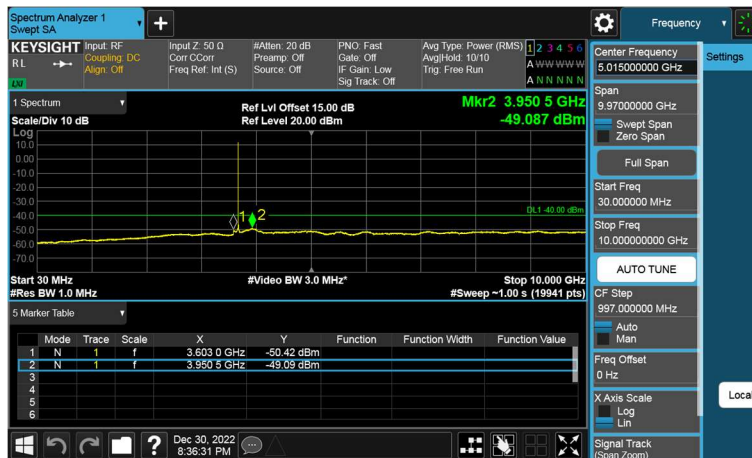 Spectrum Analyzer 1
Swept SA
+
Frequency
KEYSIGHT
RL
LXI
Input: RF
Coupling: DC
Align: Off
Input Z: 50 Ω
Corr CCorr
Freq Ref: Int (S)
#Atten: 20 dB
Preamp: Off
Source: Off
PNO: Fast
Gate: Off
IF Gain: Low
Sig Track: Off
Avg Type: Power (RMS)
Avg|Hold: 10/10
Trig: Free Run
1 2 3 4 5 6
A W W W W W
A N N N N N
1 Spectrum
Scale/Div 10 dB
Ref Lvl Offset 15.00 dB
Ref Level 20.00 dBm
Mkr2 3.950 5 GHz
-49.087 dBm
Log
10.0
0.00
-10.0
-20.0
-30.0
-40.0
-50.0
-60.0
-70.0
1
2
DL1 -40.00 dBm
Start 30 MHz
#Res BW 1.0 MHz
#Video BW 3.0 MHz*
Stop 10.000 GHz
#Sweep ~1.00 s (19941 pts)
5 Marker Table
Mode Trace Scale X Y Function Function Width Function Value
1 N 1 f 3.603 0 GHz -50.42 dBm
2 N 1 f 3.950 5 GHz -49.09 dBm
3
4
5
6
?
Dec 30, 2022
8:36:31 PM
Center Frequency
5.015000000 GHz
Span
9.97000000 GHz
Swept Span
Zero Span
Full Span
Start Freq
30.000000 MHz
Stop Freq
10.000000000 GHz
AUTO TUNE
CF Step
997.000000 MHz
Auto
Man
Freq Offset
0 Hz
X Axis Scale
Log
Lin
Signal Track
(Span Zoom)
Settings
Local